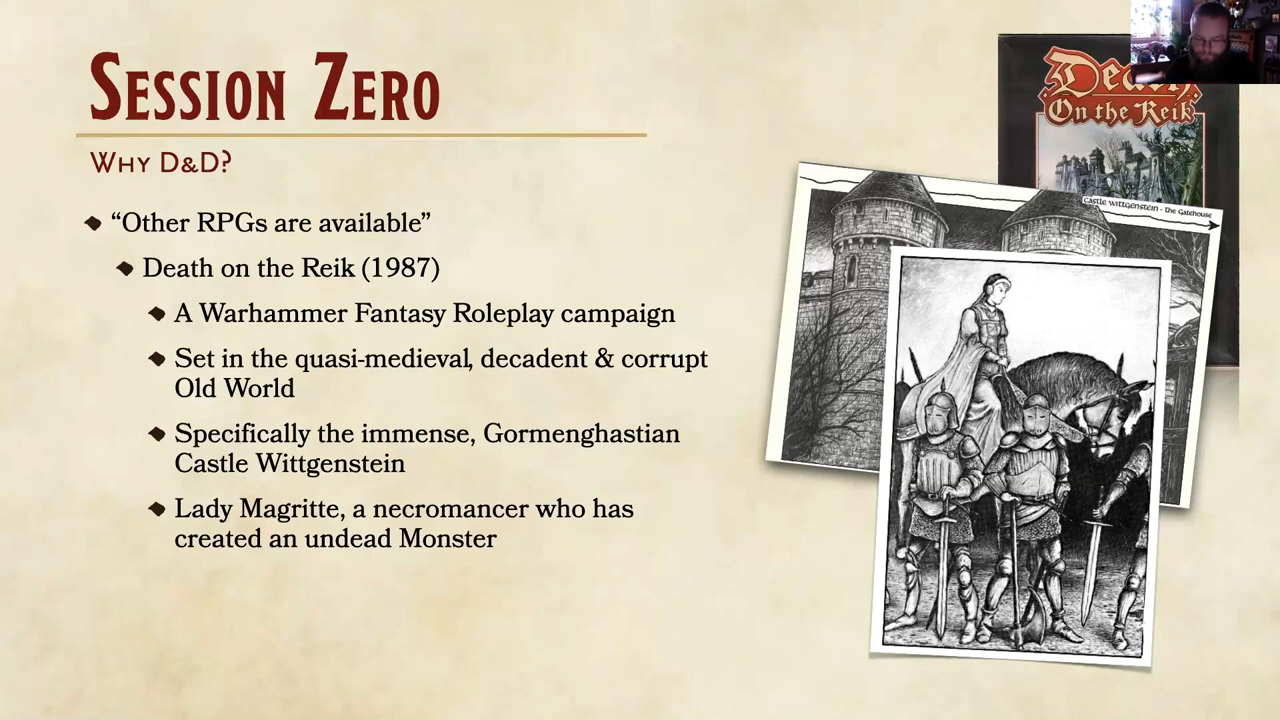 SESSION ZERO
WHY D&D?
“Other RPGs are available”
Death on the Reik (1987)
A Warhammer Fantasy Roleplay campaign
Set in the quasi-medieval, decadent & corrupt
Old World
Specifically the immense, Gormenghastian
Castle Wittgenstein
Lady Magritte, a necromancer who has
created an undead Monster
Death
On the Reik
Castle Wittgenstein - the Gatehouse